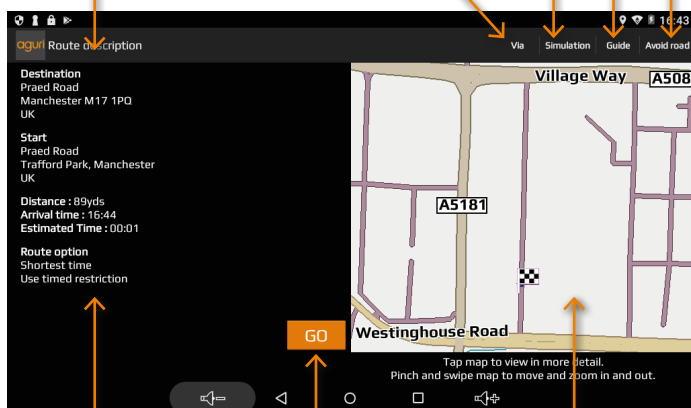 16:43
aguri Route description
Via Simulation Guide Avoid road
Destination
Praed Road
Manchester M17 1PQ
UK
Start
Praed Road
Trafford Park, Manchester
UK
Distance : 89yds
Arrival time : 16:44
Estimated Time : 00:01
Route option
Shortest time
Use timed restriction
GO
Village Way
A508
A5181
Westinghouse Road
Tap map to view in more detail.
Pinch and swipe map to move and zoom in and out.